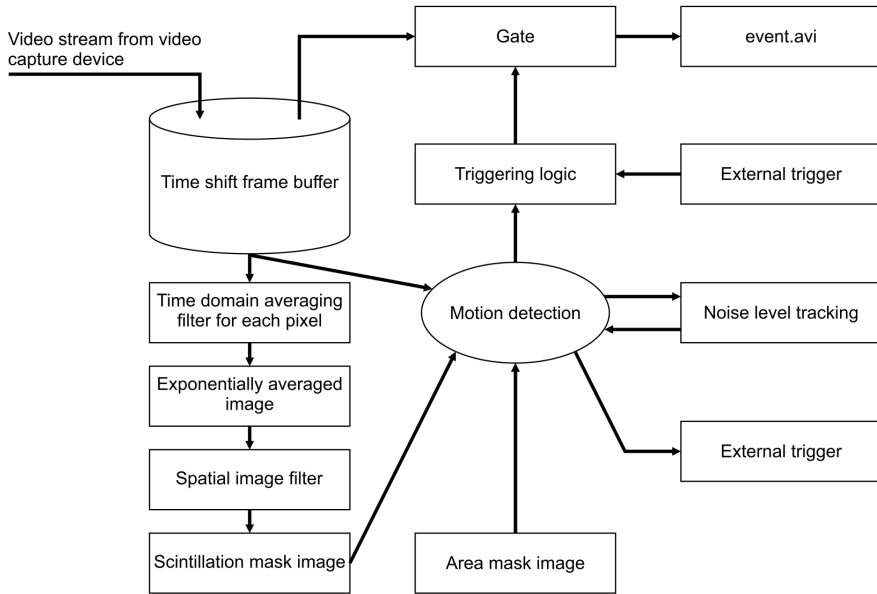 Video stream from video
capture device
Gate
event.avi
Time shift frame buffer
Triggering logic
External trigger
Time domain averaging
filter for each pixel
Motion detection
Noise level tracking
Exponentially averaged
image
Spatial image filter
External trigger
Scintillation mask image
Area mask image